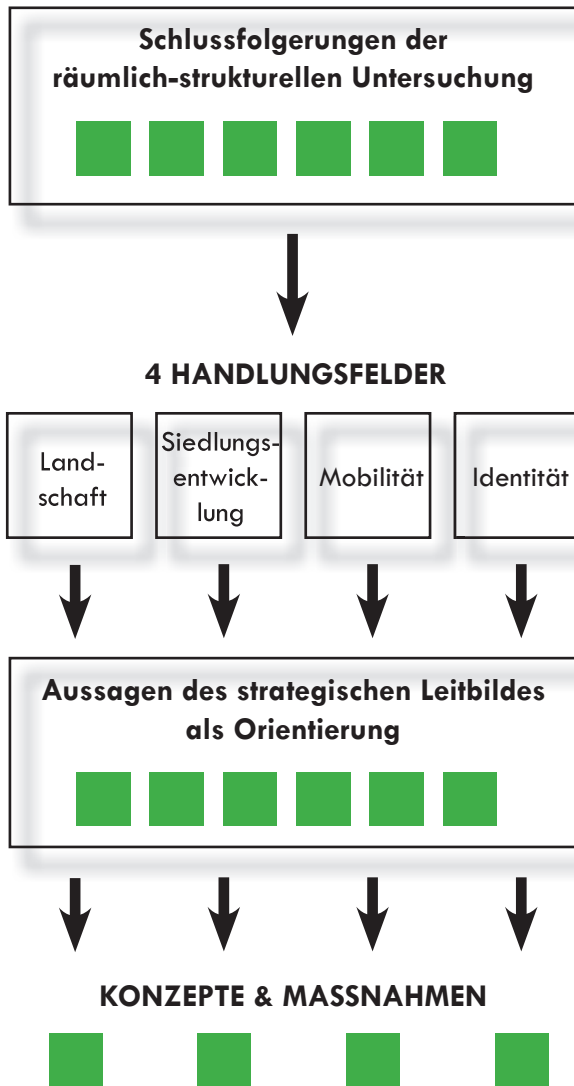 Schlussfolgerungen der
räumlich-strukturellen Untersuchung
4 HANDLUNGSFELDER
Land-
schaft
Siedlungs-
entwick-
lung
Mobilität
Identität
Aussagen des strategischen Leitbildes
als Orientierung
KONZEPTE & MASSNAHMEN